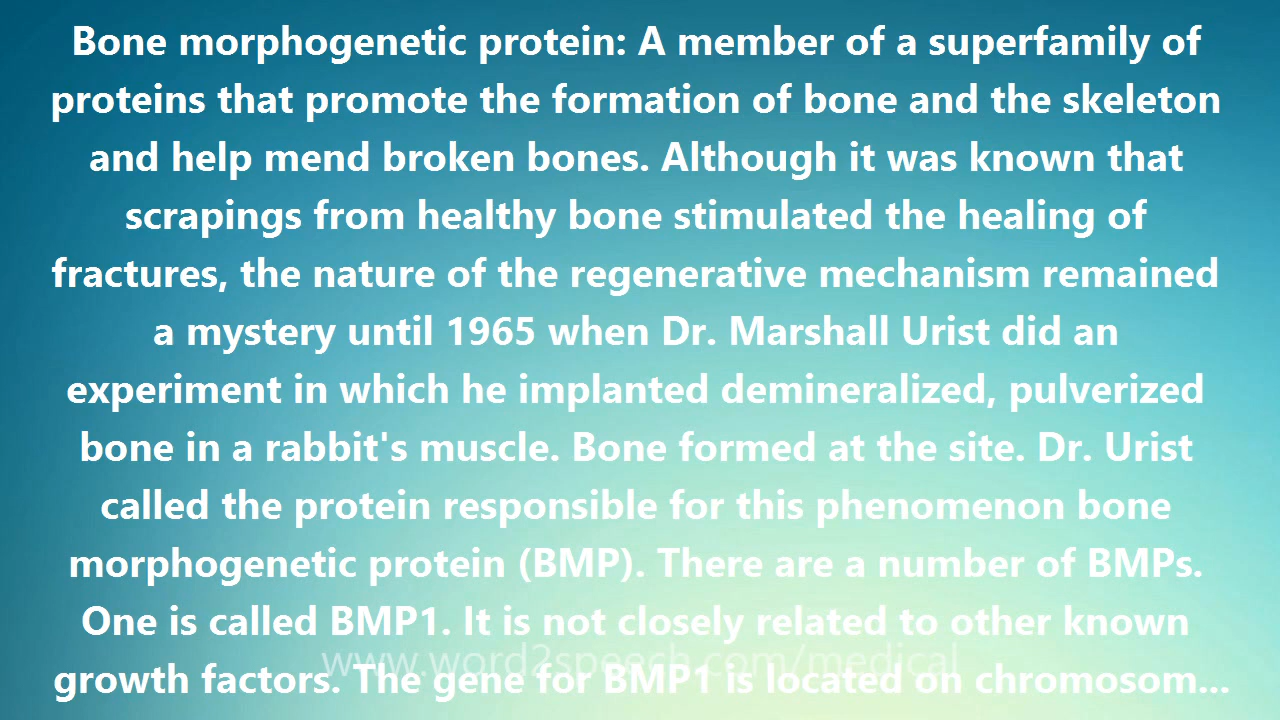 Bone morphogenetic protein: A member of a superfamily of
proteins that promote the formation of bone and the skeleton
and help mend broken bones. Although it was known that
scrapings from healthy bone stimulated the healing of
fractures, the nature of the regenerative mechanism remained
a mystery until 1965 when Dr. Marshall Urist did an
experiment in which he implanted demineralized, pulverized
bone in a rabbit's muscle. Bone formed at the site. Dr. Urist
called the protein responsible for this phenomenon bone
morphogenetic protein (BMP). There are a number of BMPs.
One is called BMP1. It is not closely related to other known
www.word2speech.com/medical
growth factors. The gene for BMP1 is located on chromosom...